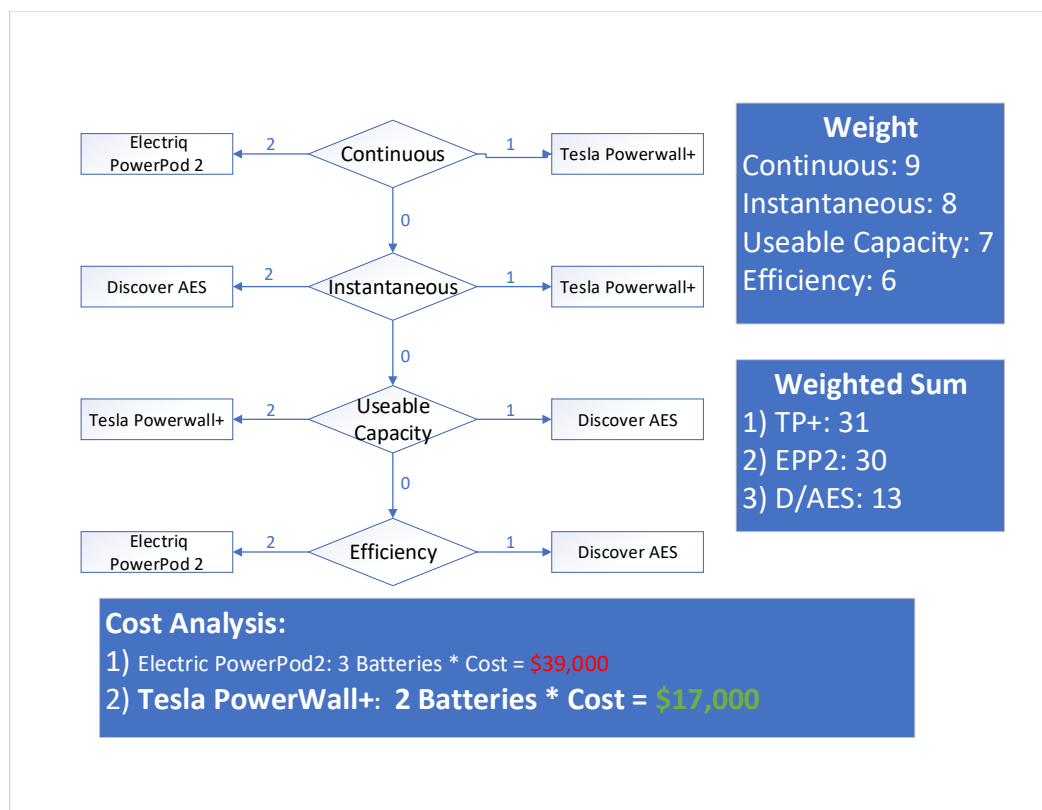 Electriq
PowerPod 2
2
Continuous
1
Tesla Powerwall+
0
Discover AES
2
Instantaneous
1
Tesla Powerwall+
0
Tesla Powerwall+
2
Useable
Capacity
1
Discover AES
0
Electriq
PowerPod 2
2
Efficiency
1
Discover AES
Weight
Continuous: 9
Instantaneous: 8
Useable Capacity: 7
Efficiency: 6
Weighted Sum
1) TP+: 31
2) EPP2: 30
3) D/AES: 13
Cost Analysis:
1) Electric PowerPod2: 3 Batteries * Cost = $39,000
2) Tesla PowerWall+: 2 Batteries * Cost = $17,000